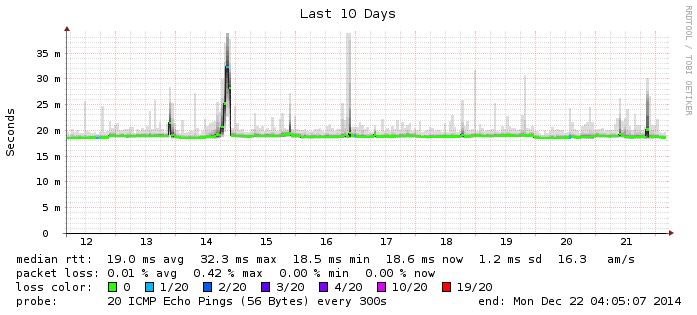 Last 10 Days
RRDTOOL / TOBI OETIKER
Seconds
35 m
30 m
25 m
20 m
15 m
10 m
5 m
0
12 13 14 15 16 17 18 19 20 21
median rtt: 19.0 ms avg 32.3 ms max 18.5 ms min 18.6 ms now 1.2 ms sd 16.3 am/s
packet loss: 0.01 % avg 0.42 % max 0.00 % min 0.00 % now
loss color: 0 1/20 2/20 3/20 4/20 10/20 19/20
probe: 20 ICMP Echo Pings (56 Bytes) every 300s end: Mon Dec 22 04:05:07 2014